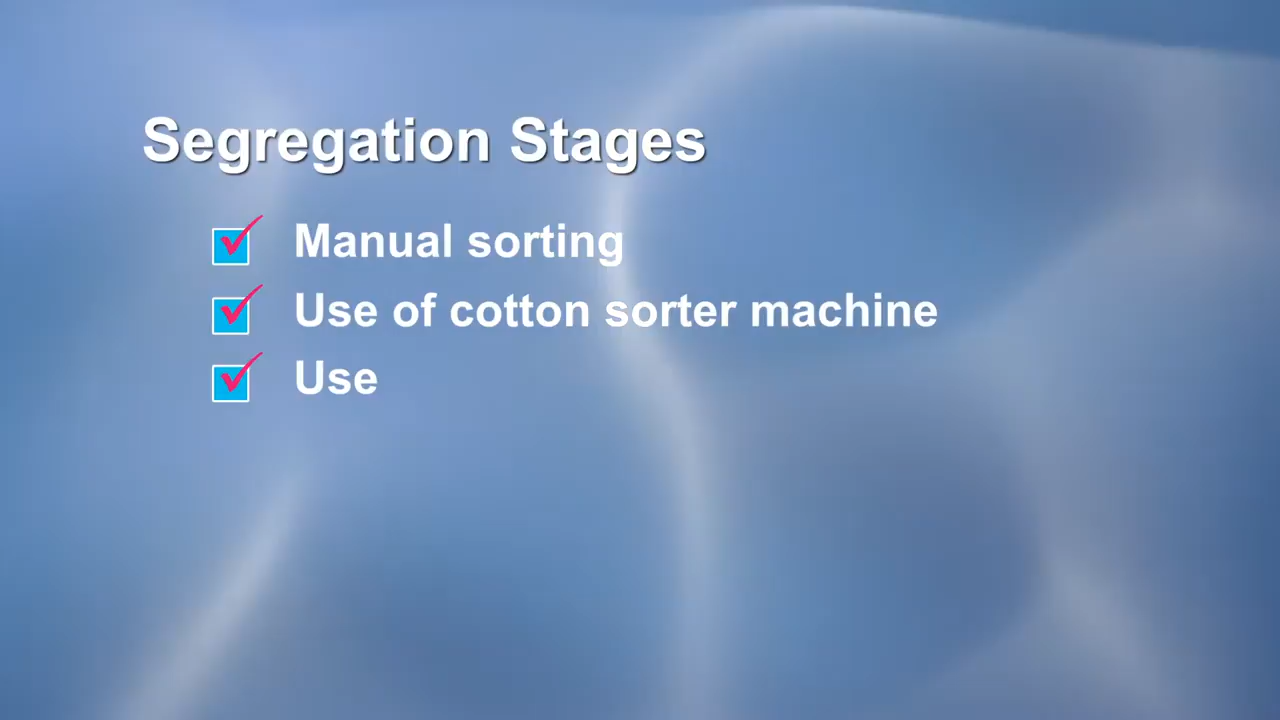 Segregation Stages
Manual sorting
Use of cotton sorter machine
Use